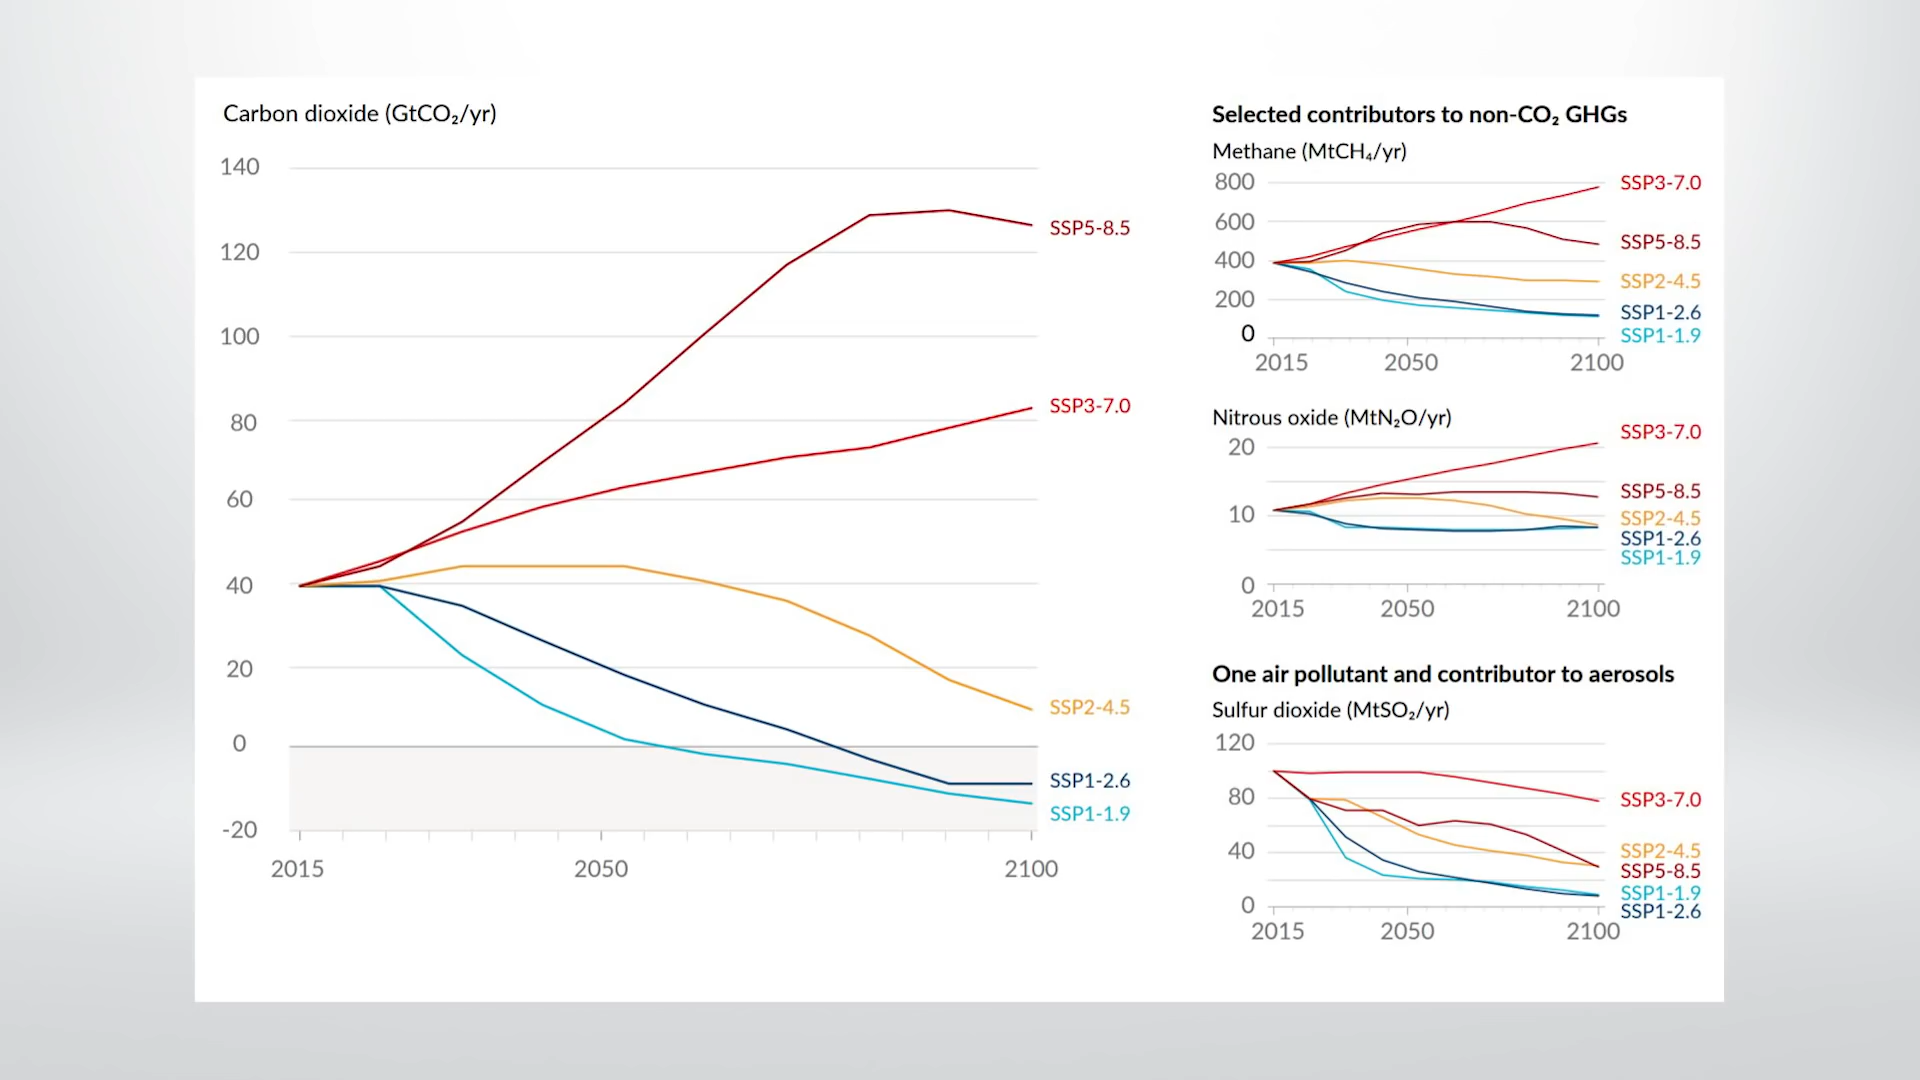 Carbon dioxide (GtCO₂/yr)
140
120
100
80
60
40
20
0
-20
2015 2050 2100
SSP5-8.5
SSP3-7.0
SSP2-4.5
SSP1-2.6
SSP1-1.9
Selected contributors to non-CO₂ GHGs
Methane (MtCH₄/yr)
800
600
400
200
0
2015 2050 2100
SSP3-7.0
SSP5-8.5
SSP2-4.5
SSP1-2.6
SSP1-1.9
Nitrous oxide (MtN₂O/yr)
20
10
0
2015 2050 2100
SSP3-7.0
SSP5-8.5
SSP2-4.5
SSP1-2.6
SSP1-1.9
One air pollutant and contributor to aerosols
Sulfur dioxide (MtSO₂/yr)
120
80
40
0
2015 2050 2100
SSP3-7.0
SSP2-4.5
SSP5-8.5
SSP1-1.9
SSP1-2.6